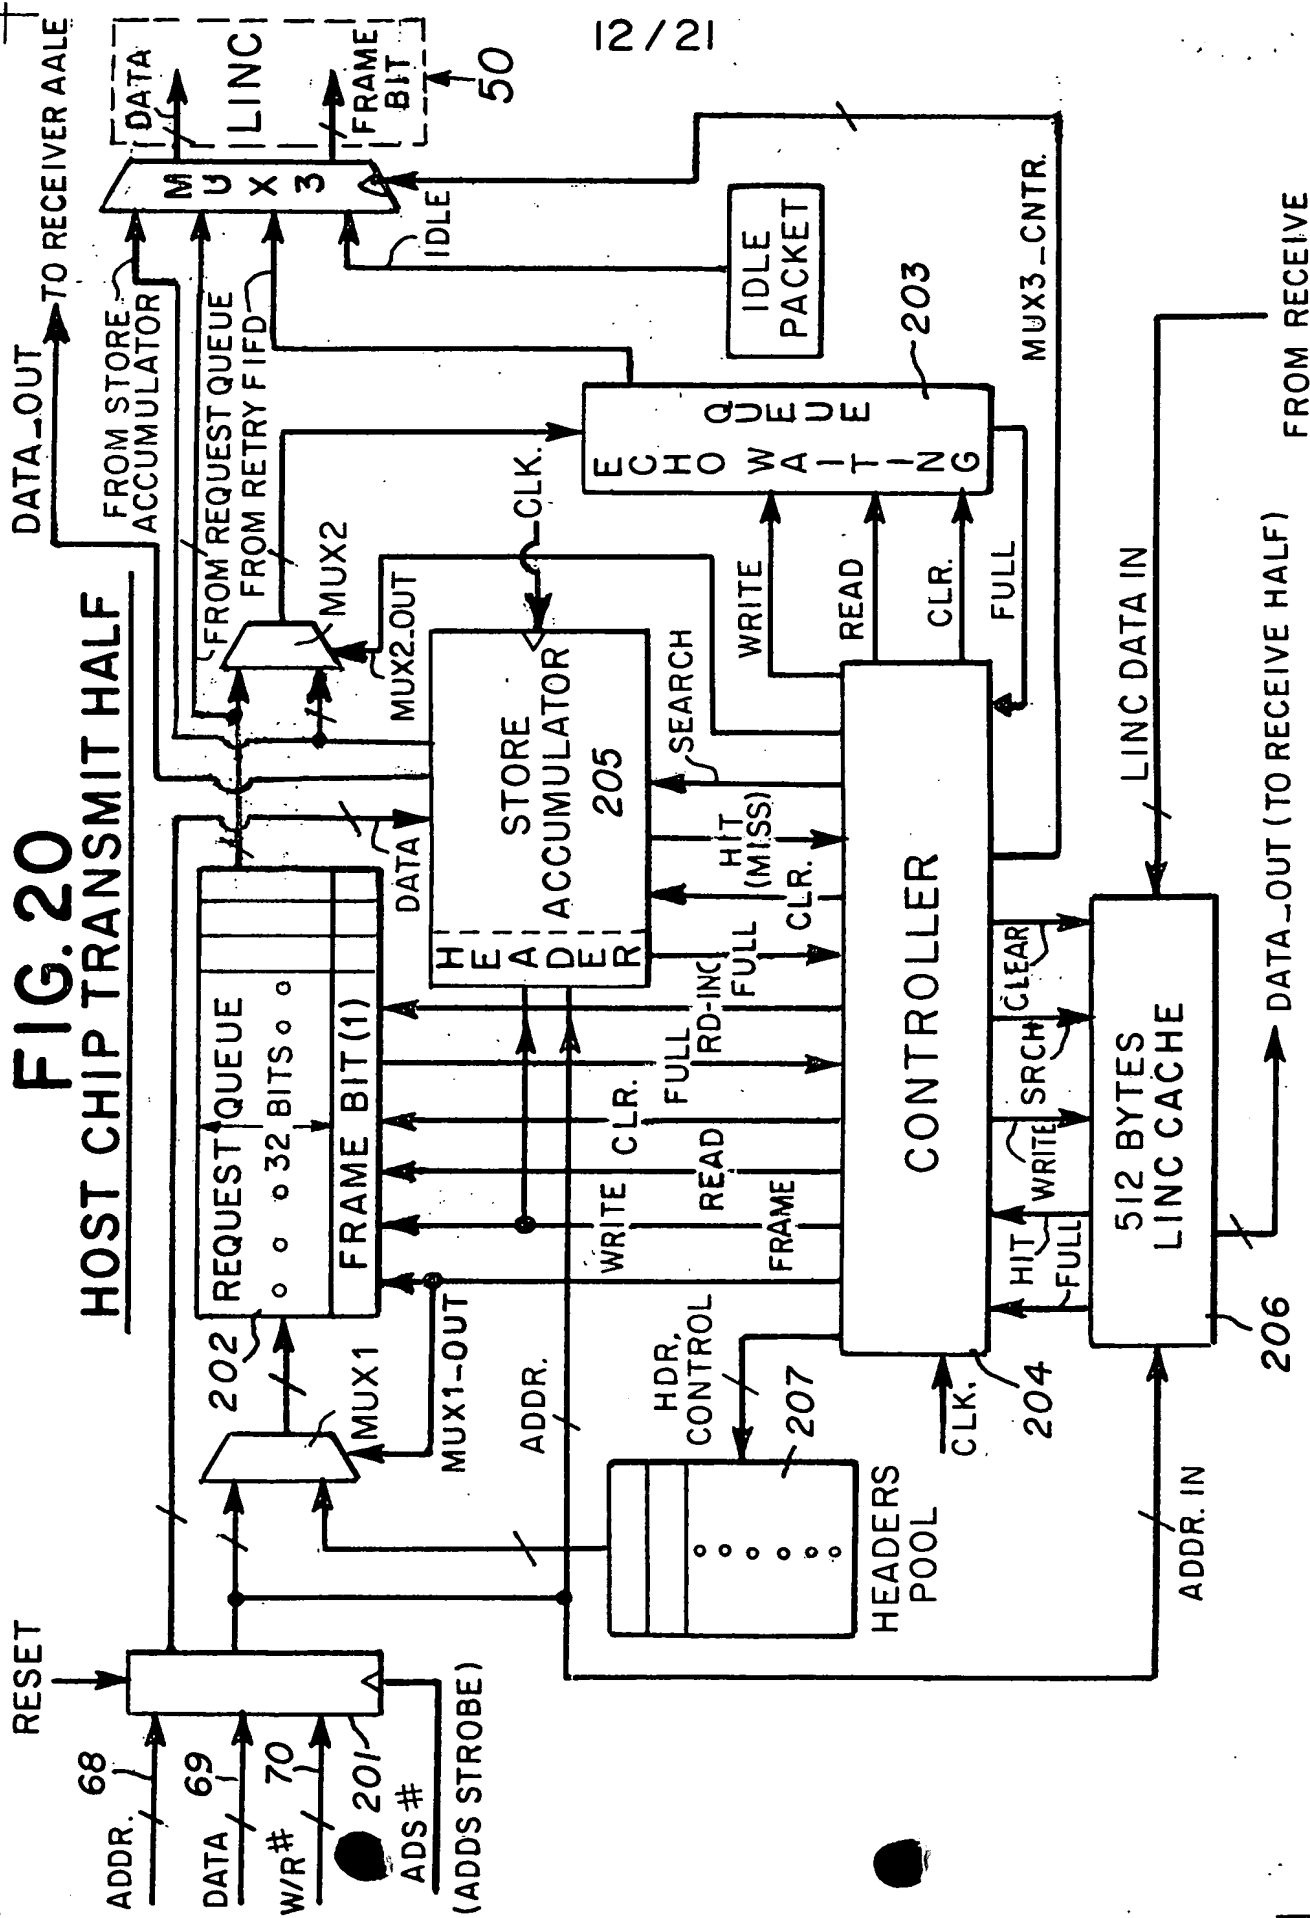 12/21
FIG. 20
HOST CHIP TRANSMIT HALF
RESET
ADDR.
68
DATA
69
W/R#
70
201
ADS #
(ADDS STROBE)
MUX1
MUX1-OUT
202
REQUEST QUEUE
32 BITS
FRAME BIT (1)
DATA
DATA_OUT
TO RECEIVER AALE
FROM STORE
ACCUMULATOR
FROM REQUEST QUEUE
FROM RETRY FIFD
MUX2
MUX2_OUT
MUX 3
DATA
LINC
FRAME
BIT
50
IDLE
IDLE
PACKET
ADDR.
HEADER
STORE
ACCUMULATOR
205
CLK.
WRITE
READ
CLR.
FULL
RD-INC
FRAME
FULL
CLR.
HIT
(MISS)
SEARCH
ECHO WAITING
QUEUE
203
WRITE
READ
CLR.
FULL
MUX3_CNTR.
HDR.
CONTROL
207
HEADERS
POOL
CONTROLLER
CLK.
204
FULL
HIT
WRITE
SRCH
CLEAR
512 BYTES
LINC CACHE
206
ADDR. IN
LINC DATA IN
FROM RECEIVE
DATA_OUT (TO RECEIVE HALF)